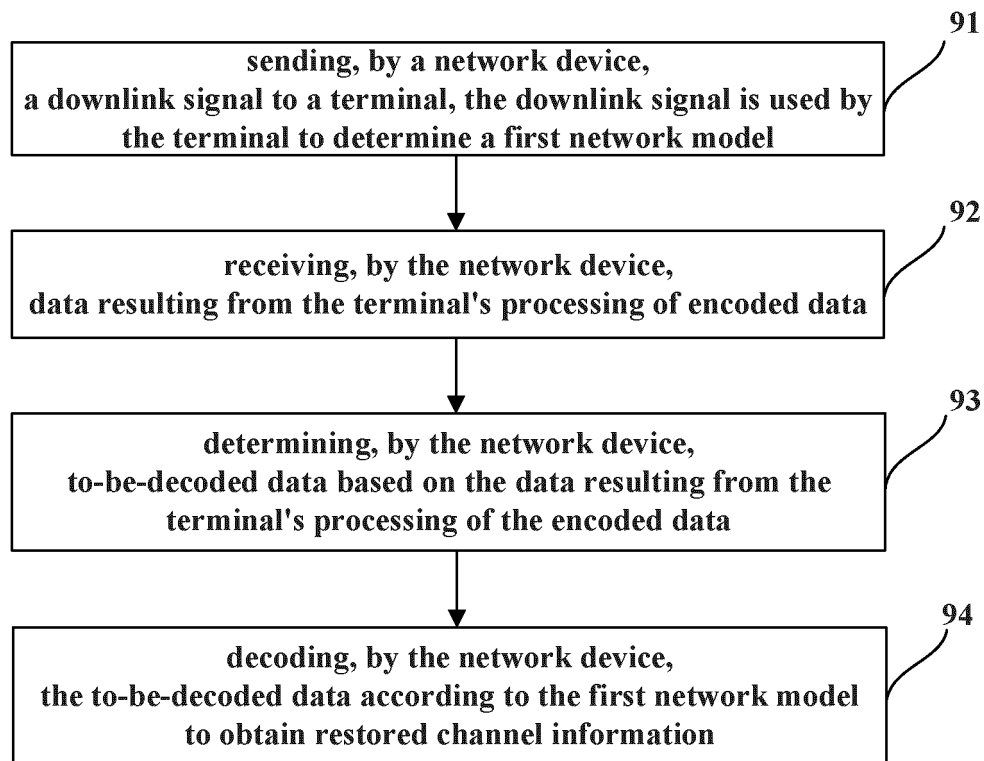 91
sending, by a network device,
a downlink signal to a terminal, the downlink signal is used by
the terminal to determine a first network model
92
receiving, by the network device,
data resulting from the terminal's processing of encoded data
93
determining, by the network device,
to-be-decoded data based on the data resulting from the
terminal's processing of the encoded data
94
decoding, by the network device,
the to-be-decoded data according to the first network model
to obtain restored channel information